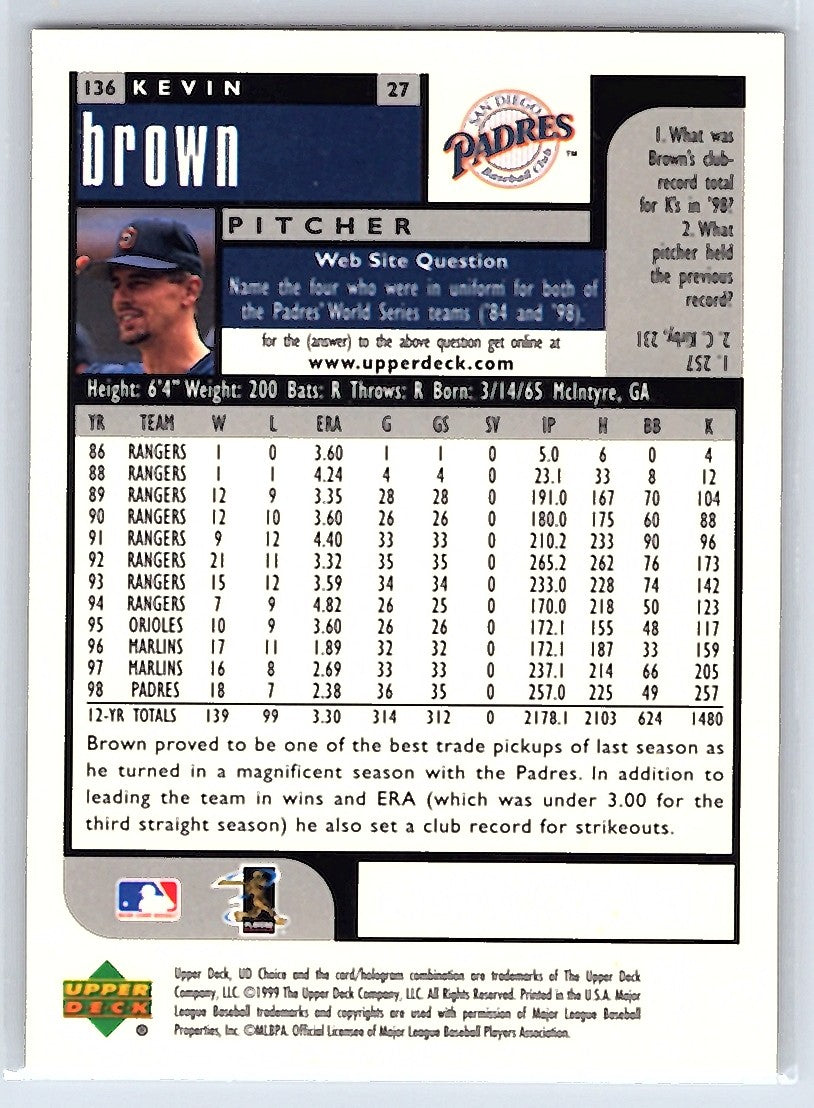 136 KEVIN 27
brown
SAN DIEGO
PADRES
Baseball Club
™
PITCHER
Web Site Question
Name the four who were in uniform for both of
the Padres' World Series teams ('84 and '98).
for the (answer) to the above question get online at
www.upperdeck.com
1. What was
Brown's club-
record total
for K's in '98?
2. What
pitcher held
the previous
record?
1. 257
2. C. Kirby, 231
Height: 6'4" Weight: 200 Bats: R Throws: R Born: 3/14/65 McIntyre, GA
YR TEAM W L ERA G GS SV IP H BB K
86 RANGERS 1 0 3.60 1 1 0 5.0 6 0 4
88 RANGERS 1 1 4.24 4 4 0 23.1 33 8 12
89 RANGERS 12 9 3.35 28 28 0 191.0 167 70 104
90 RANGERS 12 10 3.60 26 26 0 180.0 175 60 88
91 RANGERS 9 12 4.40 33 33 0 210.2 233 90 96
92 RANGERS 21 11 3.32 35 35 0 265.2 262 76 173
93 RANGERS 15 12 3.59 34 34 0 233.0 228 74 142
94 RANGERS 7 9 4.82 26 25 0 170.0 218 50 123
95 ORIOLES 10 9 3.60 26 26 0 172.1 155 48 117
96 MARLINS 17 11 1.89 32 32 0 172.1 187 33 159
97 MARLINS 16 8 2.69 33 33 0 237.1 214 66 205
98 PADRES 18 7 2.38 36 35 0 257.0 225 49 257
12-YR TOTALS 139 99 3.30 314 312 0 2178.1 2103 624 1480
Brown proved to be one of the best trade pickups of last season as
he turned in a magnificent season with the Padres. In addition to
leading the team in wins and ERA (which was under 3.00 for the
third straight season) he also set a club record for strikeouts.
PLAYERS
UPPER
DECK
®
Upper Deck, UD Choice and the card/hologram combination are trademarks of The Upper Deck
Company, LLC. ©1999 The Upper Deck Company, LLC. All Rights Reserved. Printed in the U.S.A. Major
League Baseball trademarks and copyrights are used with permission of Major League Baseball
Properties, Inc. ©MLBPA. Official Licensee of Major League Baseball Players Association.